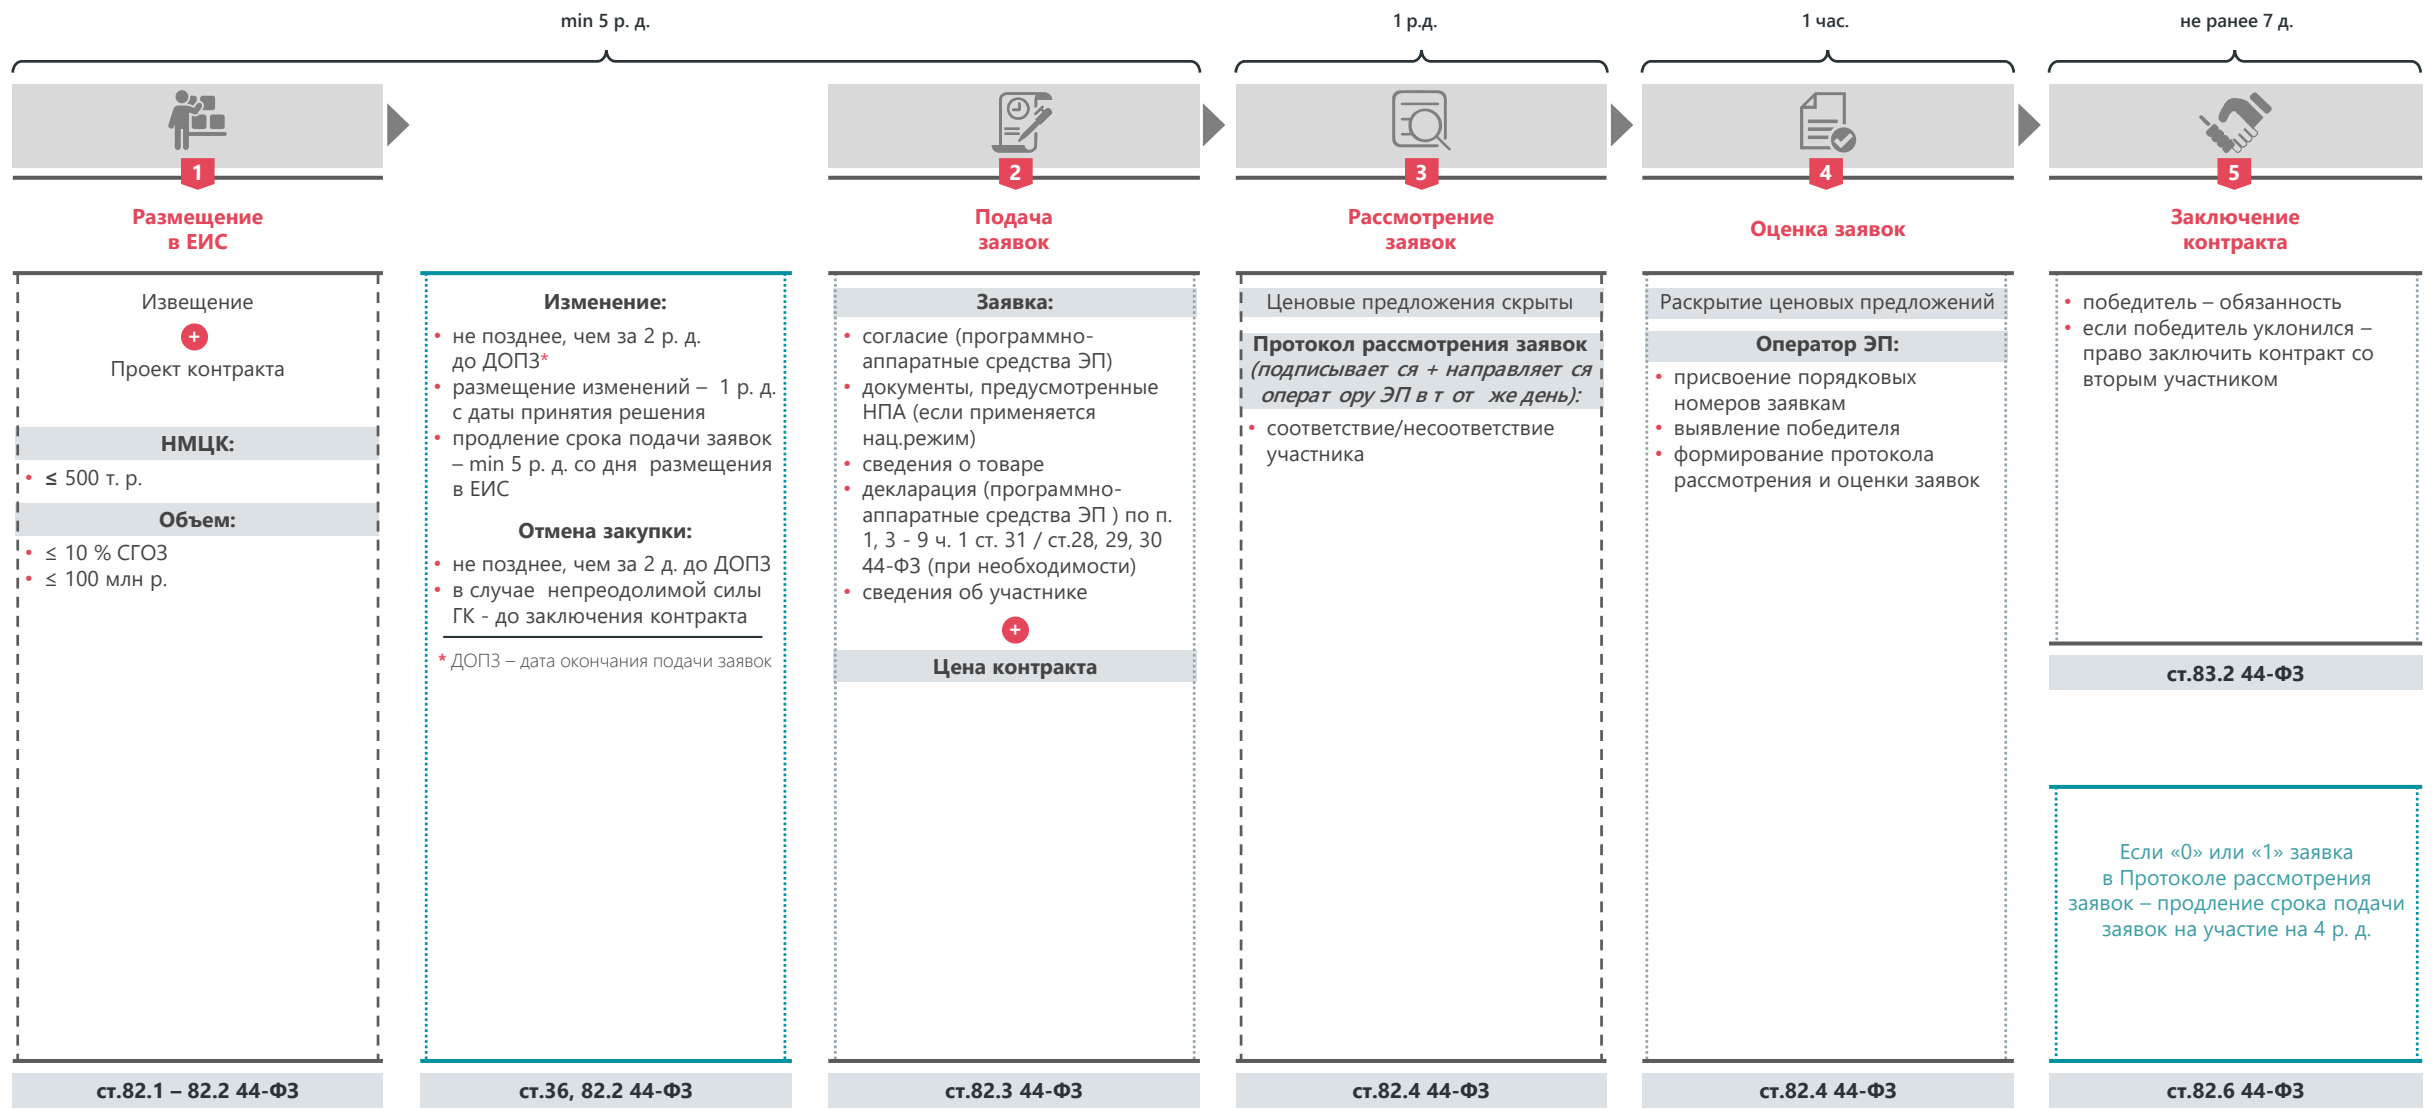 min 5 р. д.
1 р.д.
1 час.
не ранее 7 д.
1
Размещение
в ЕИС
Извещение
+
Проект контракта
НМЦК:
• ≤ 500 т. р.
Объем:
• ≤ 10 % СГОЗ
• ≤ 100 млн р.
ст.82.1 – 82.2 44-ФЗ
Изменение:
• не позднее, чем за 2 р. д.
до ДОПЗ*
• размещение изменений – 1 р. д.
с даты принятия решения
• продление срока подачи заявок
– min 5 р. д. со дня размещения
в ЕИС
Отмена закупки:
• не позднее, чем за 2 д. до ДОПЗ
• в случае непреодолимой силы
ГК - до заключения контракта
* ДОПЗ – дата окончания подачи заявок
ст.36, 82.2 44-ФЗ
2
Подача
заявок
Заявка:
• согласие (программно-
аппаратные средства ЭП)
• документы, предусмотренные
НПА (если применяется
нац.режим)
• сведения о товаре
• декларация (программно-
аппаратные средства ЭП ) по п.
1, 3 - 9 ч. 1 ст. 31 / ст.28, 29, 30
44-ФЗ (при необходимости)
• сведения об участнике
+
Цена контракта
ст.82.3 44-ФЗ
3
Рассмотрение
заявок
Ценовые предложения скрыты
Протокол рассмотрения заявок
(подписывает ся + направляет ся
операт ору ЭП в т от же день):
• соответствие/несоответствие
участника
ст.82.4 44-ФЗ
4
Оценка заявок
Раскрытие ценовых предложений
Оператор ЭП:
• присвоение порядковых
номеров заявкам
• выявление победителя
• формирование протокола
рассмотрения и оценки заявок
ст.82.4 44-ФЗ
5
Заключение
контракта
• победитель – обязанность
• если победитель уклонился –
право заключить контракт со
вторым участником
ст.83.2 44-ФЗ
Если «0» или «1» заявка
в Протоколе рассмотрения
заявок – продление срока подачи
заявок на участие на 4 р. д.
ст.82.6 44-ФЗ